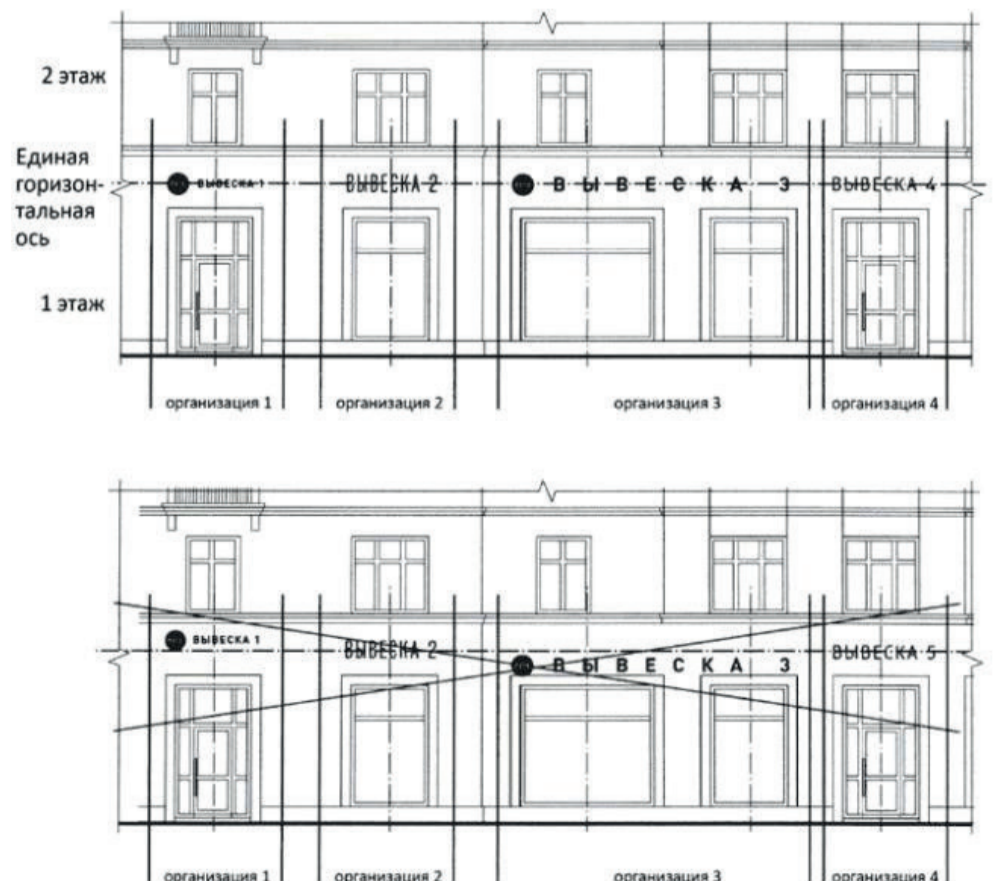 2 этаж
Единая
горизон-
тальная
ось
ВЫВЕСКА 1
ВЫВЕСКА 2
ВЫВЕСКА 3
ВЫВЕСКА 4
1 этаж
организация 1
организация 2
организация 3
организация 4
ВЫВЕСКА 1
ВЫВЕСКА 2
ВЫВЕСКА 3
ВЫВЕСКА 5
организация 1
организация 2
организация 3
организация 4